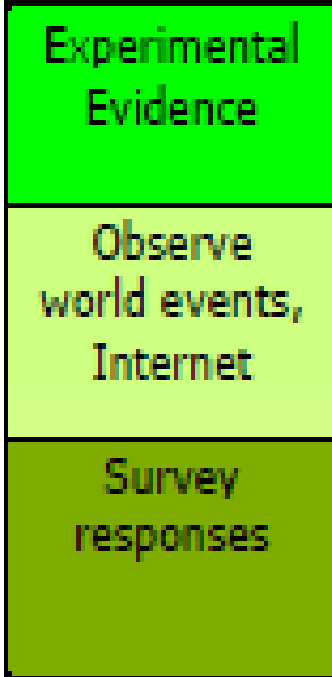 Experimental
Evidence
Observe
world events,
Internet
Survey
responses